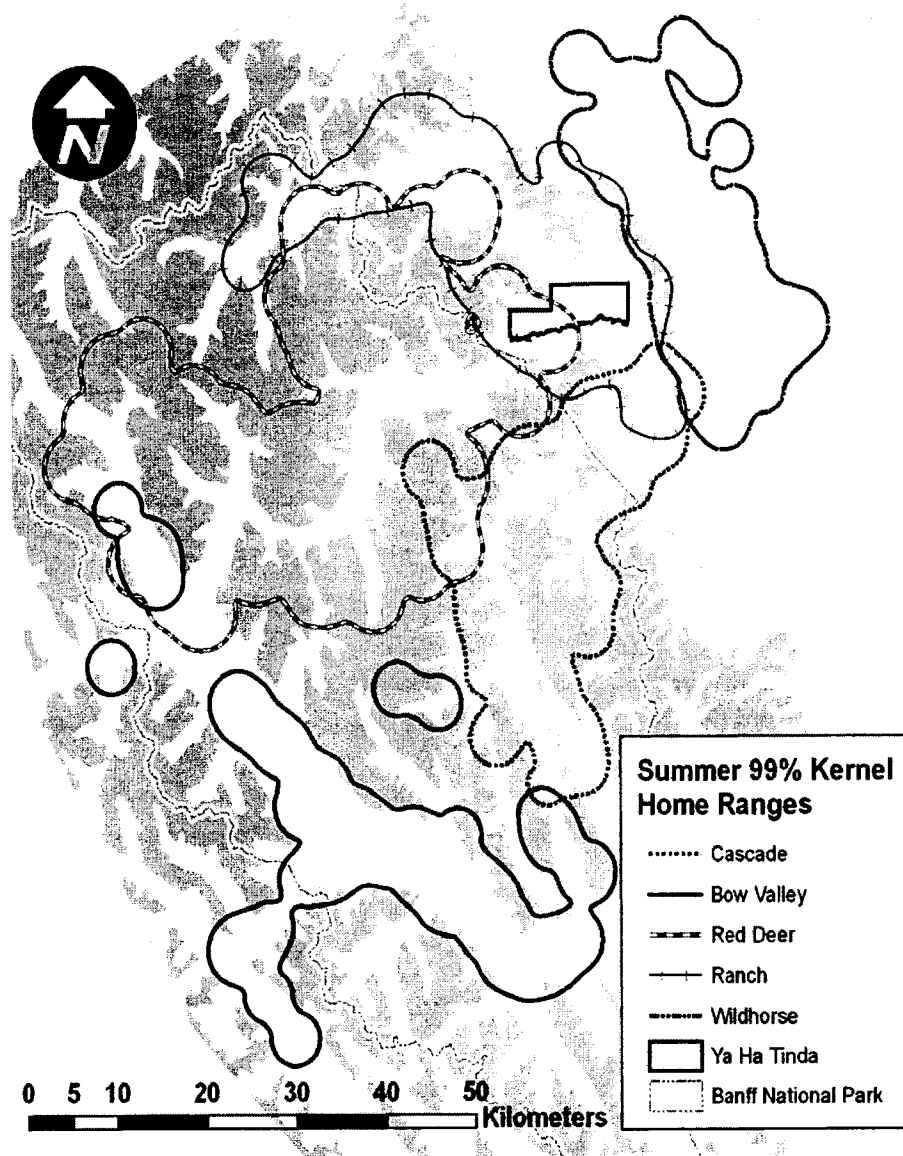 N
Summer 99% Kernel
Home Ranges
Cascade
Bow Valley
Red Deer
Ranch
Wildhorse
Ya Ha Tinda
Banff National Park
0 5 10 20 30 40 50
Kilometers